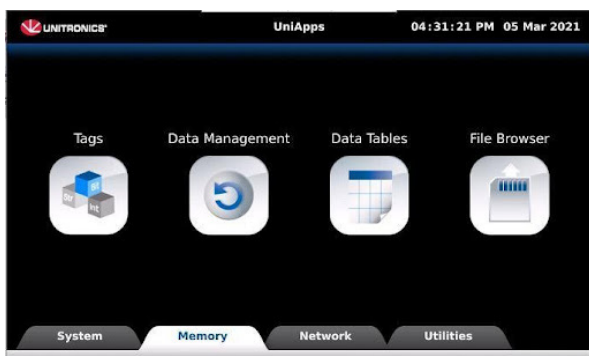 UNITRONICS UniApps 04:31:21 PM 05 Mar 2021
Tags Data Management Data Tables File Browser
System Memory Network Utilities